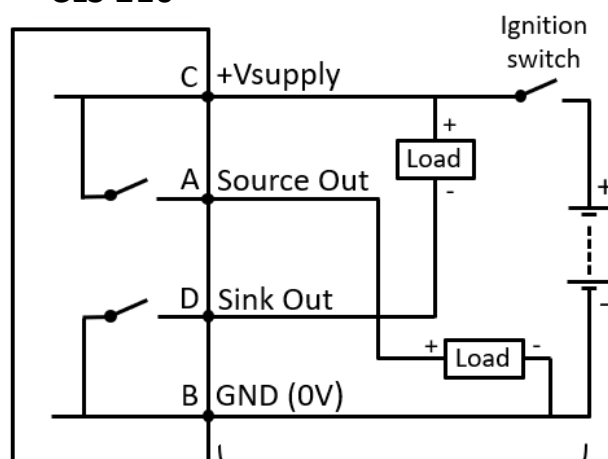 Ignition
switch
C +Vsupply
+
Load
-
A Source Out
+
-
D Sink Out
+ Load -
B GND (0V)